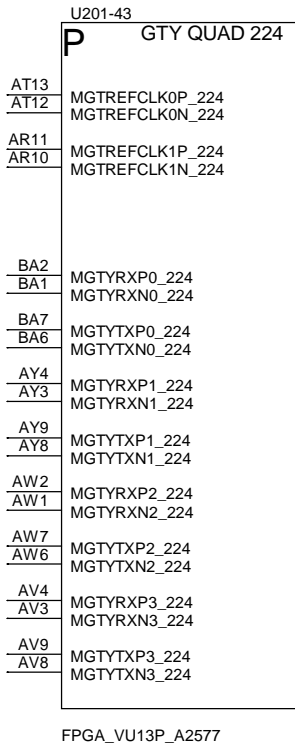 U201-43
P GTY QUAD 224
AT13 MGTREFCLK0P_224
AT12 MGTREFCLK0N_224
AR11 MGTREFCLK1P_224
AR10 MGTREFCLK1N_224
BA2 MGTYRXP0_224
BA1 MGTYRXN0_224
BA7 MGTYTXP0_224
BA6 MGTYTXN0_224
AY4 MGTYRXP1_224
AY3 MGTYRXN1_224
AY9 MGTYTXP1_224
AY8 MGTYTXN1_224
AW2 MGTYRXP2_224
AW1 MGTYRXN2_224
AW7 MGTYTXP2_224
AW6 MGTYTXN2_224
AV4 MGTYRXP3_224
AV3 MGTYRXN3_224
AV9 MGTYTXP3_224
AV8 MGTYTXN3_224
FPGA_VU13P_A2577